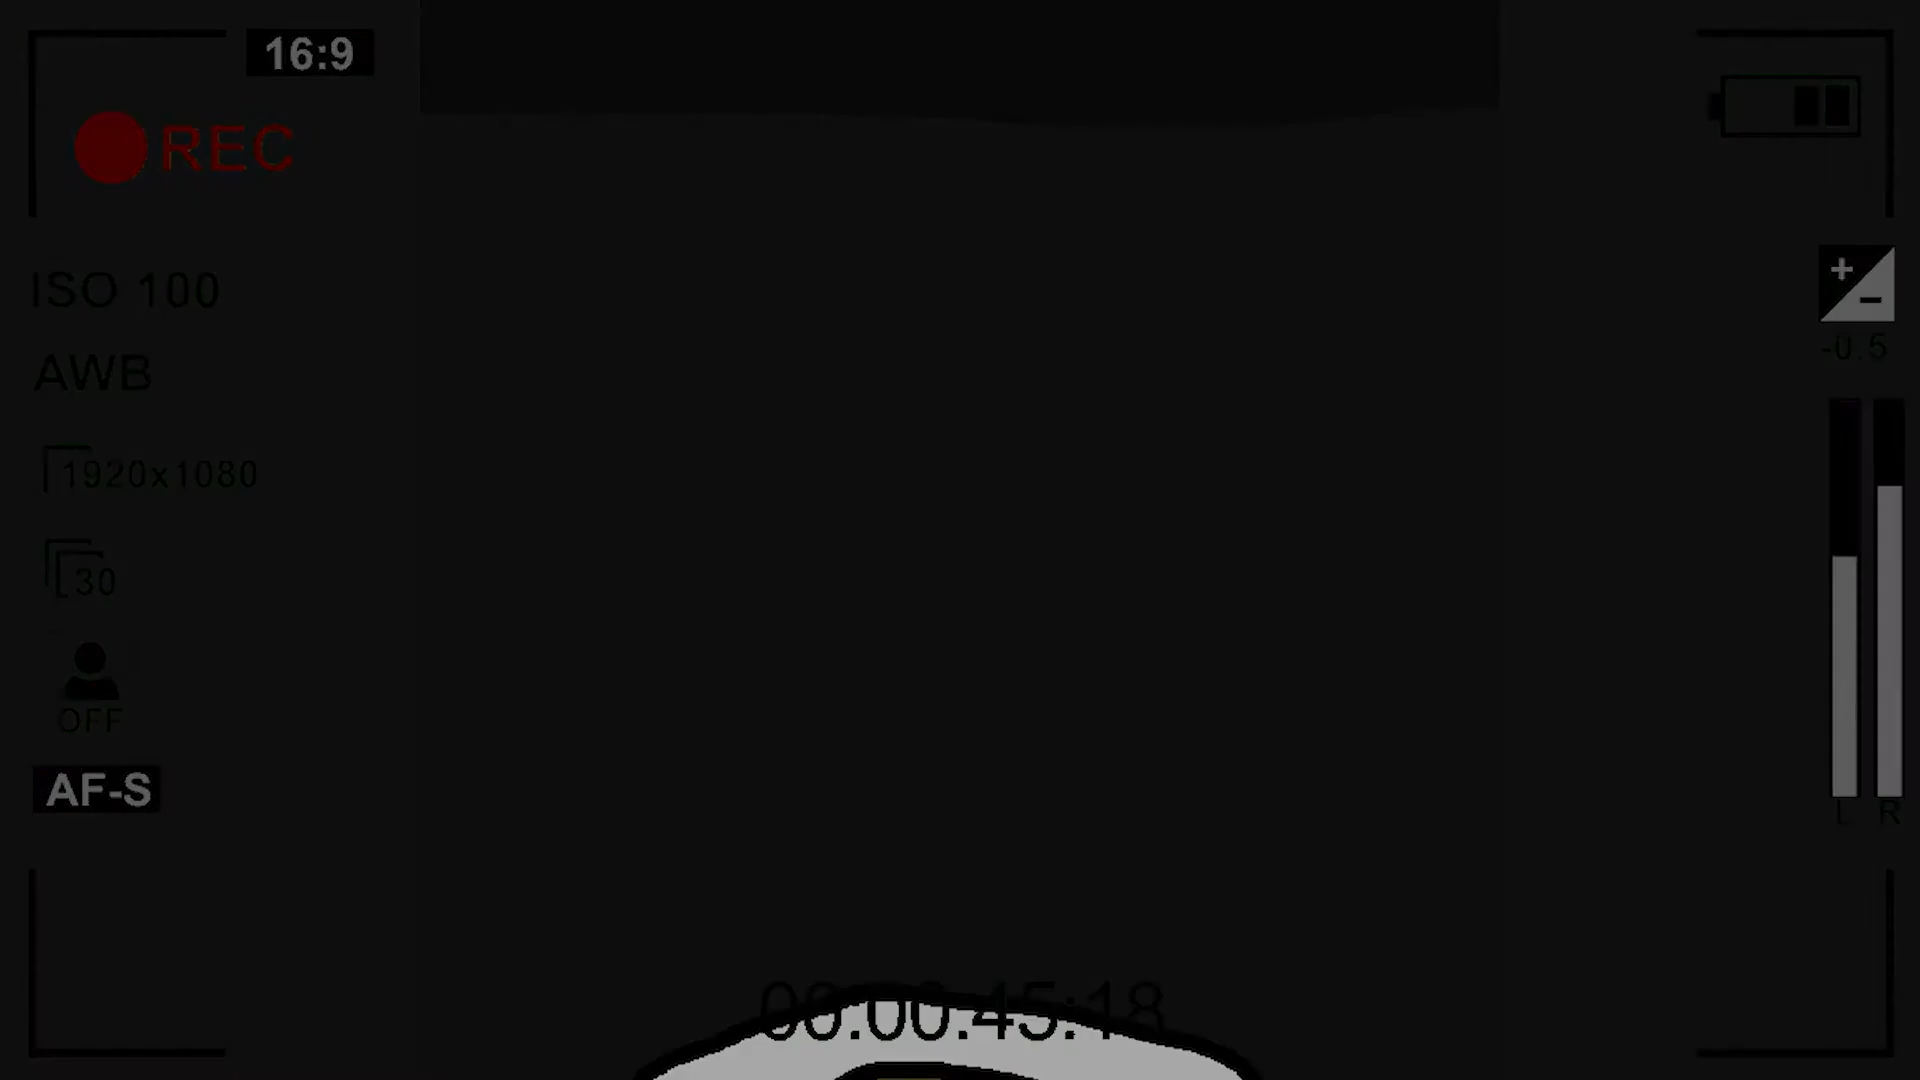 16:9
REC
ISO 100
AWB
1920x1080
30
OFF
AF-S
+
-
-0.5
L R
00:00:45:18